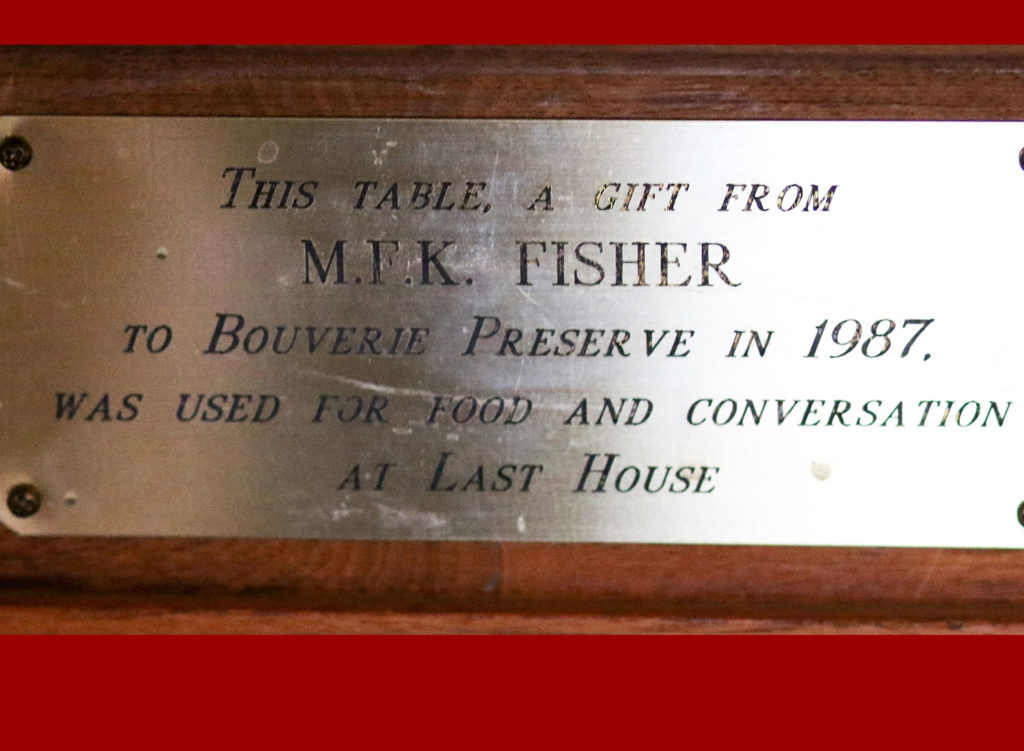 This table, a gift from
M.F.K. FISHER
to Bouverie Preserve in 1987,
was used for food and conversation
at Last House